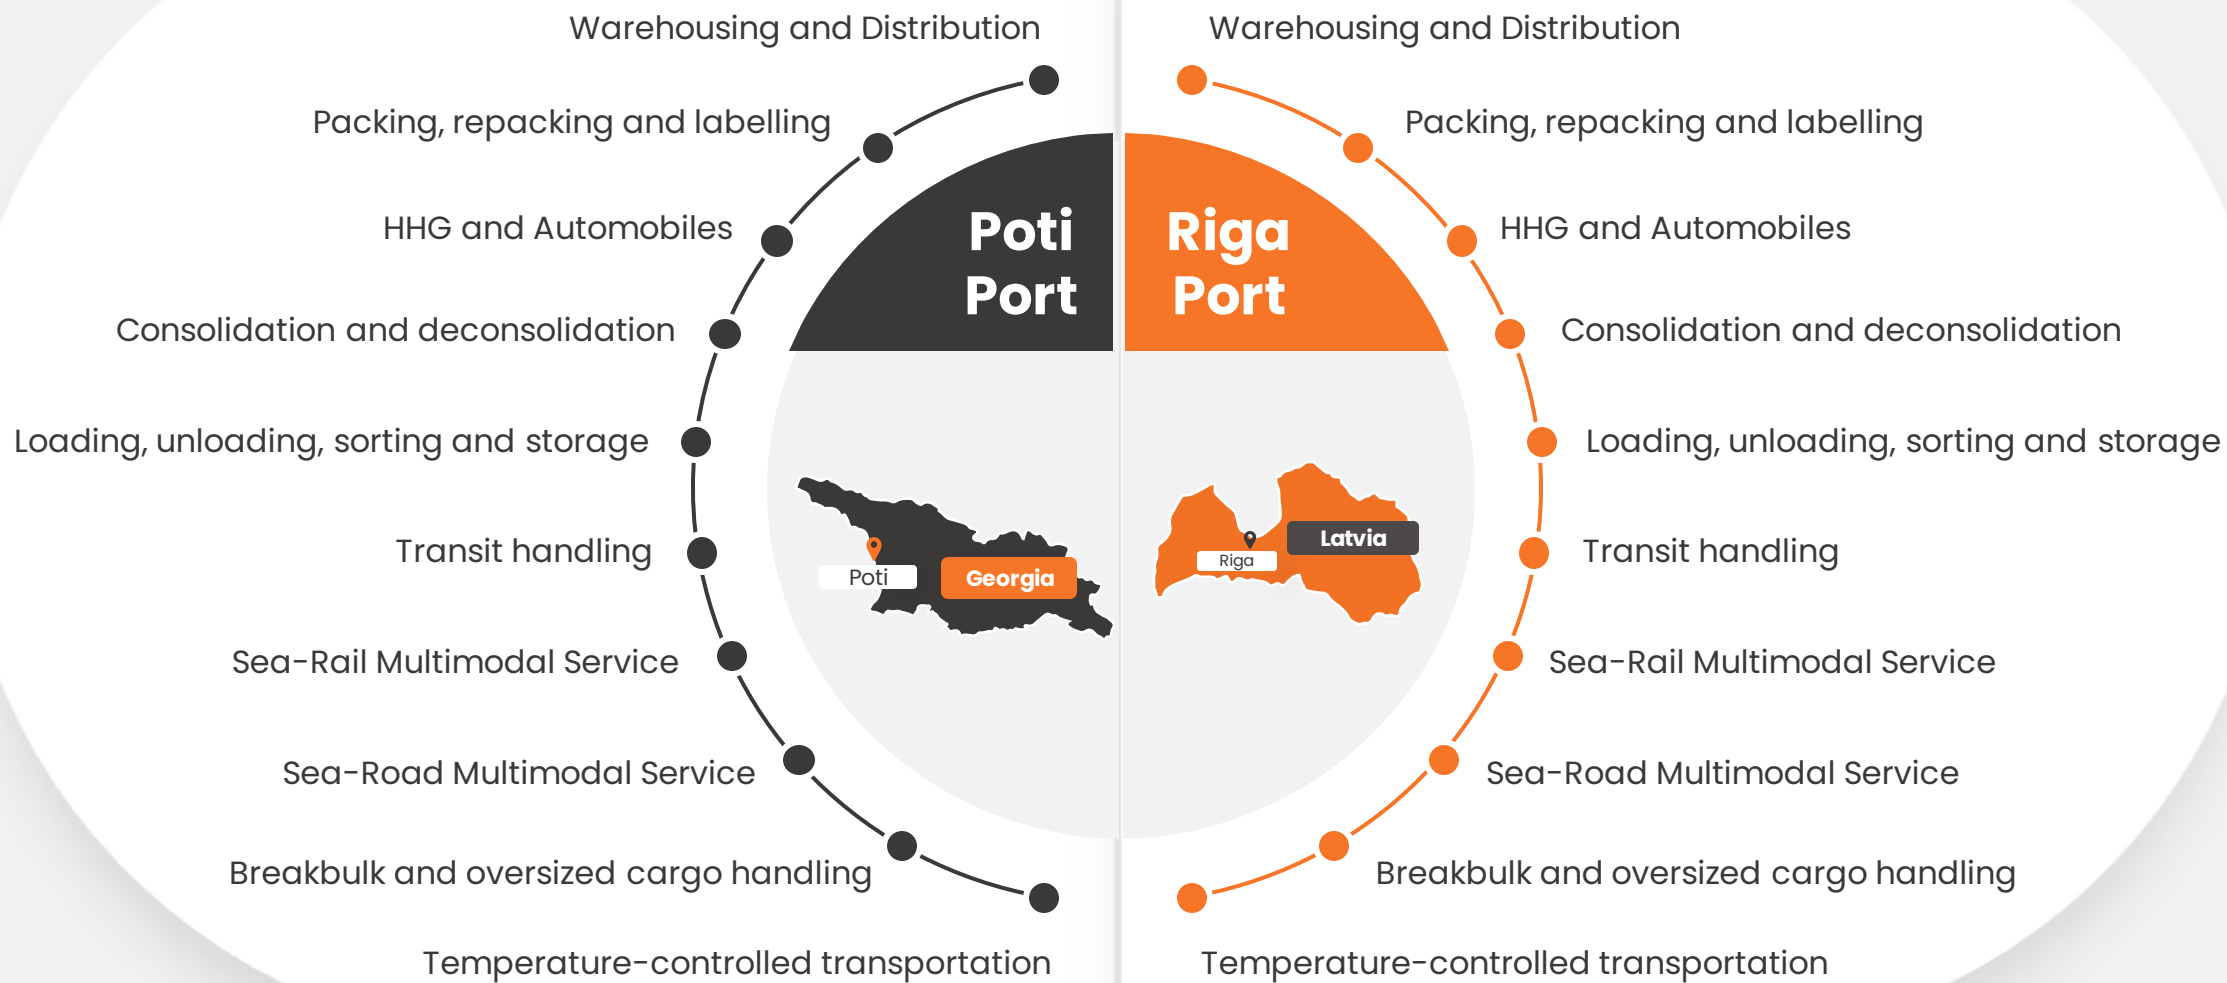 Warehousing and Distribution
Packing, repacking and labelling
HHG and Automobiles
Consolidation and deconsolidation
Loading, unloading, sorting and storage
Transit handling
Sea-Rail Multimodal Service
Sea-Road Multimodal Service
Breakbulk and oversized cargo handling
Temperature-controlled transportation
Poti
Port
Poti
Georgia
Riga
Port
Riga
Latvia
Warehousing and Distribution
Packing, repacking and labelling
HHG and Automobiles
Consolidation and deconsolidation
Loading, unloading, sorting and storage
Transit handling
Sea-Rail Multimodal Service
Sea-Road Multimodal Service
Breakbulk and oversized cargo handling
Temperature-controlled transportation